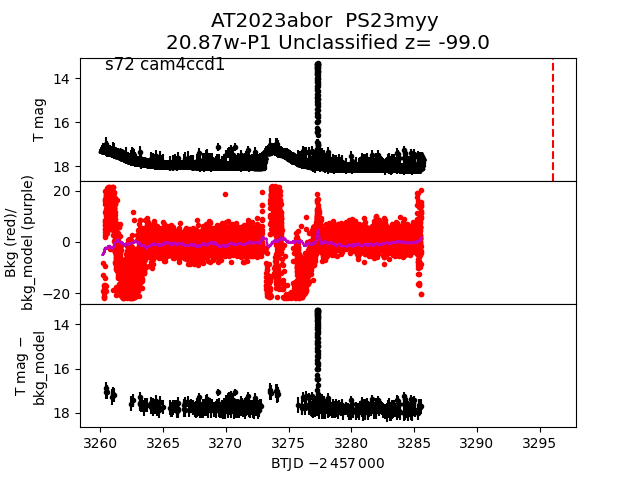 AT2023abor  PS23myy
20.87w-P1 Unclassified z= -99.0
s72 cam4ccd1
T mag
14
16
18
Bkg (red)/
bkg_model (purple)
20
0
−20
T mag −
bkg_model
14
16
18
3260 3265 3270 3275 3280 3285 3290 3295
BTJD −2 457 000